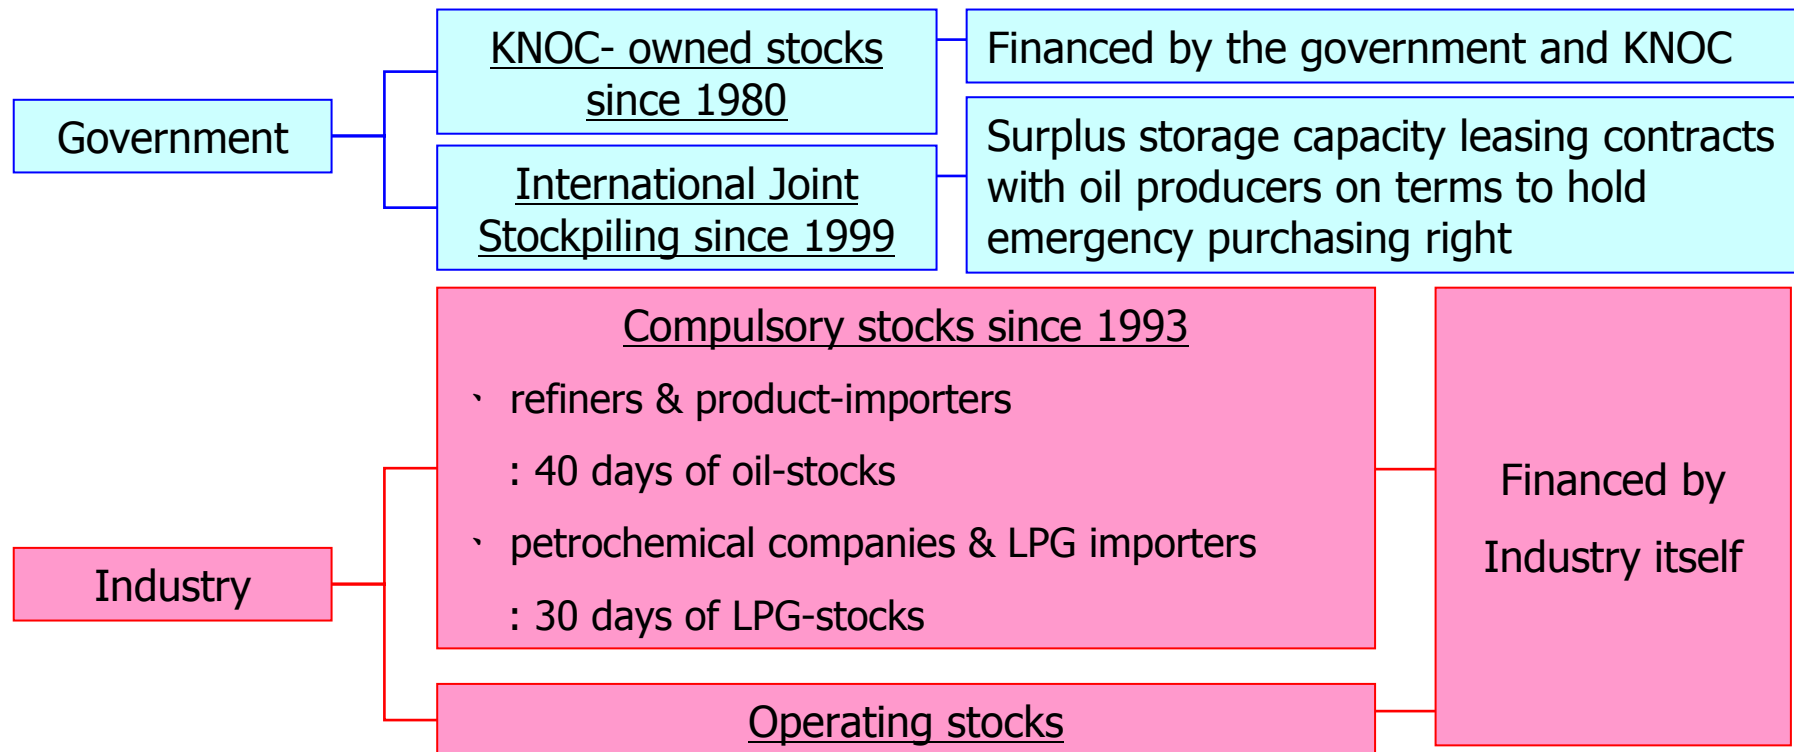 Government
KNOC- owned stocks
since 1980
Financed by the government and KNOC
International Joint
Stockpiling since 1999
Surplus storage capacity leasing contracts
with oil producers on terms to hold
emergency purchasing right
Industry
Compulsory stocks since 1993
、 refiners & product-importers
: 40 days of oil-stocks
、 petrochemical companies & LPG importers
: 30 days of LPG-stocks
Operating stocks
Financed by
Industry itself